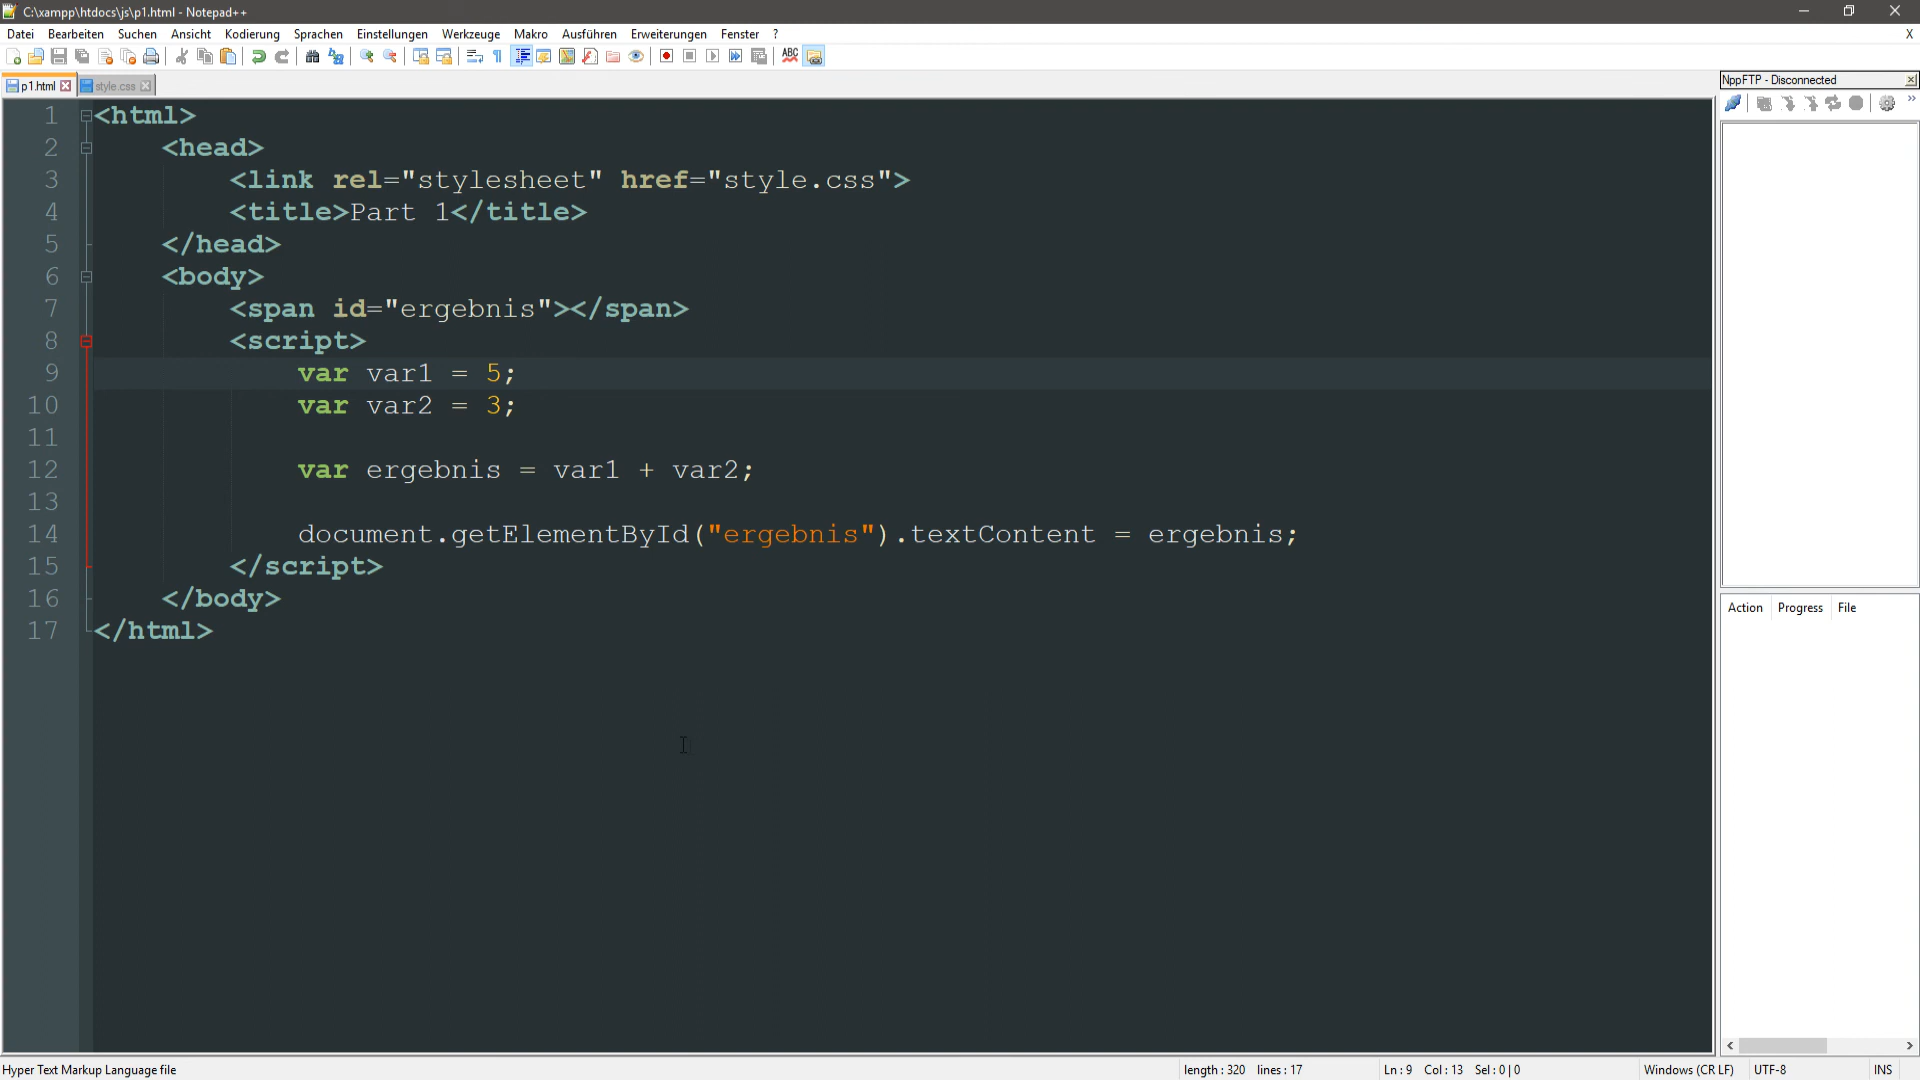 C:\xampp\htdocs\js\p1.html - Notepad++
Datei Bearbeiten Suchen Ansicht Kodierung Sprachen Einstellungen Werkzeuge Makro Ausführen Erweiterungen Fenster ? X
ABC
p1.html style.css
NppFTP - Disconnected
1 <html>
2 <head>
3 <link rel="stylesheet" href="style.css">
4 <title>Part 1</title>
5 </head>
6 <body>
7 <span id="ergebnis"></span>
8 <script>
9 var var1 = 5;
10 var var2 = 3;
11
12 var ergebnis = var1 + var2;
13
14 document.getElementById("ergebnis").textContent = ergebnis;
15 </script>
16 </body>
17 </html>
Action Progress File
Hyper Text Markup Language file length : 320 lines : 17 Ln : 9 Col : 13 Sel : 0 | 0 Windows (CR LF) UTF-8 INS